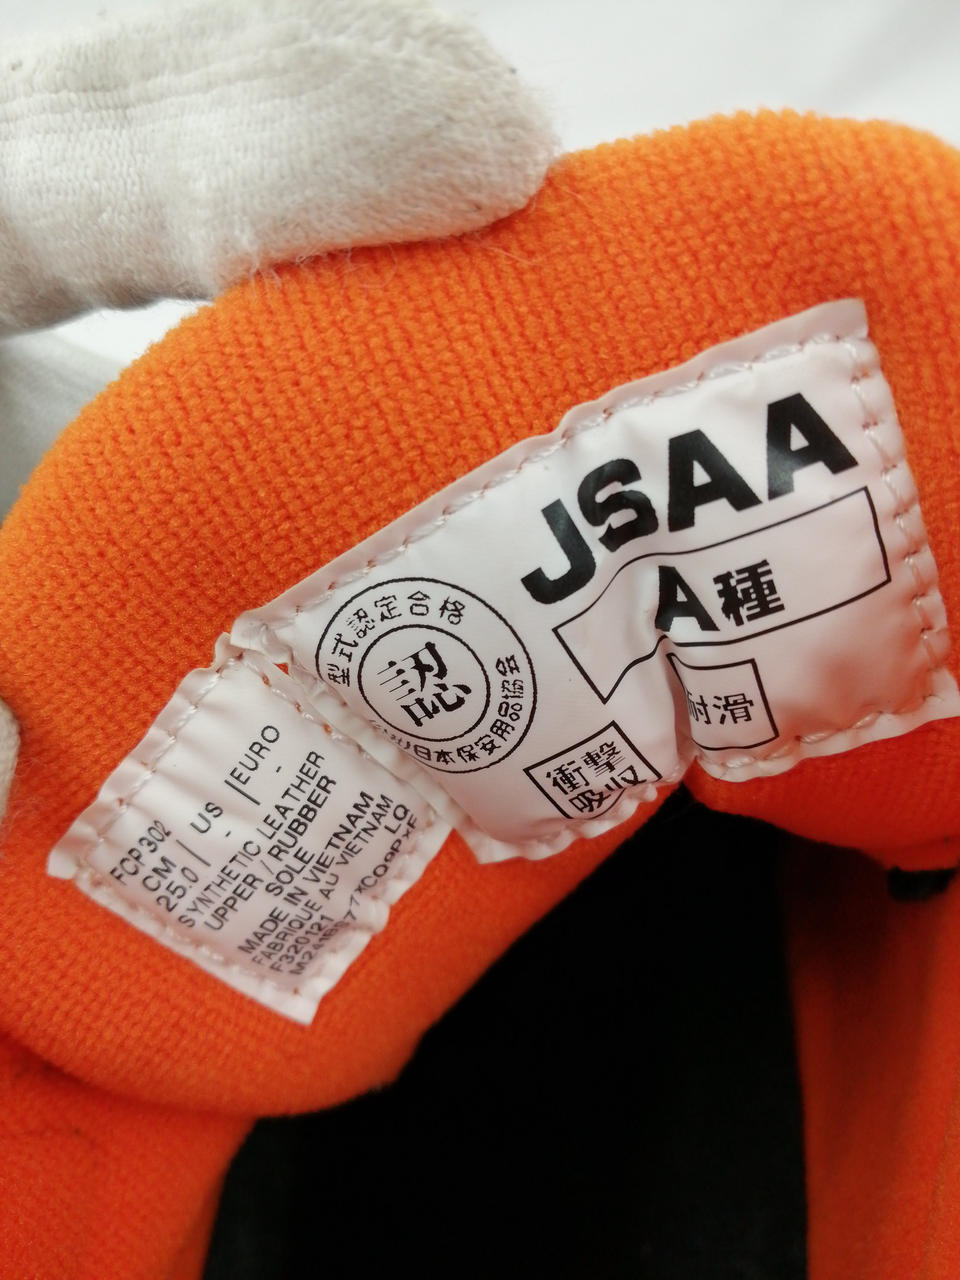 JSAA
A種
型式認定合格
認
日本保安用品協会
耐滑
衝撃
吸収
FCP302
CM / US / EURO
25.0 - -
SYNTHETIC LEATHER
UPPER / RUBBER
SOLE
MADE IN VIETNAM
FABRIQUE AU VIETNAM
F320121 LQ